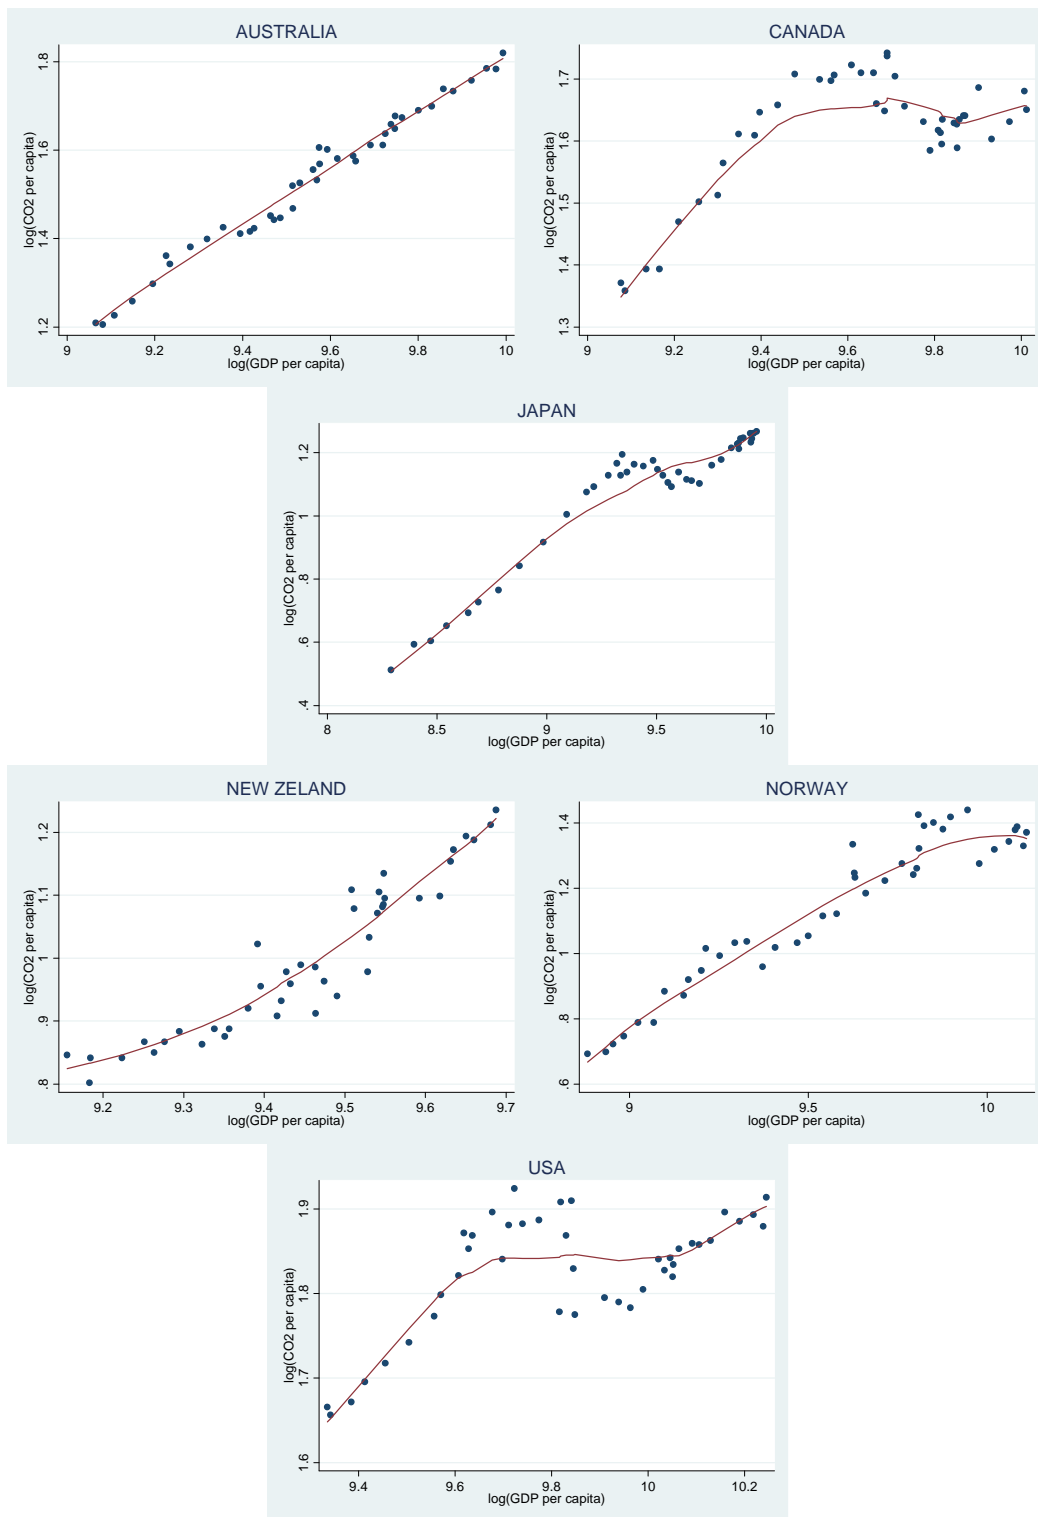 AUSTRALIA
log(CO2 per capita)
1.8
1.6
1.4
1.2
9 9.2 9.4 9.6 9.8 10
log(GDP per capita)
CANADA
log(CO2 per capita)
1.7
1.6
1.5
1.4
1.3
9 9.2 9.4 9.6 9.8 10
log(GDP per capita)
JAPAN
log(CO2 per capita)
1.2
1
.8
.6
.4
8 8.5 9 9.5 10
log(GDP per capita)
NEW ZELAND
log(CO2 per capita)
1.2
1.1
1
.9
.8
9.2 9.3 9.4 9.5 9.6 9.7
log(GDP per capita)
NORWAY
log(CO2 per capita)
1.4
1.2
1
.8
.6
9 9.5 10
log(GDP per capita)
USA
log(CO2 per capita)
1.9
1.8
1.7
1.6
9.4 9.6 9.8 10 10.2
log(GDP per capita)